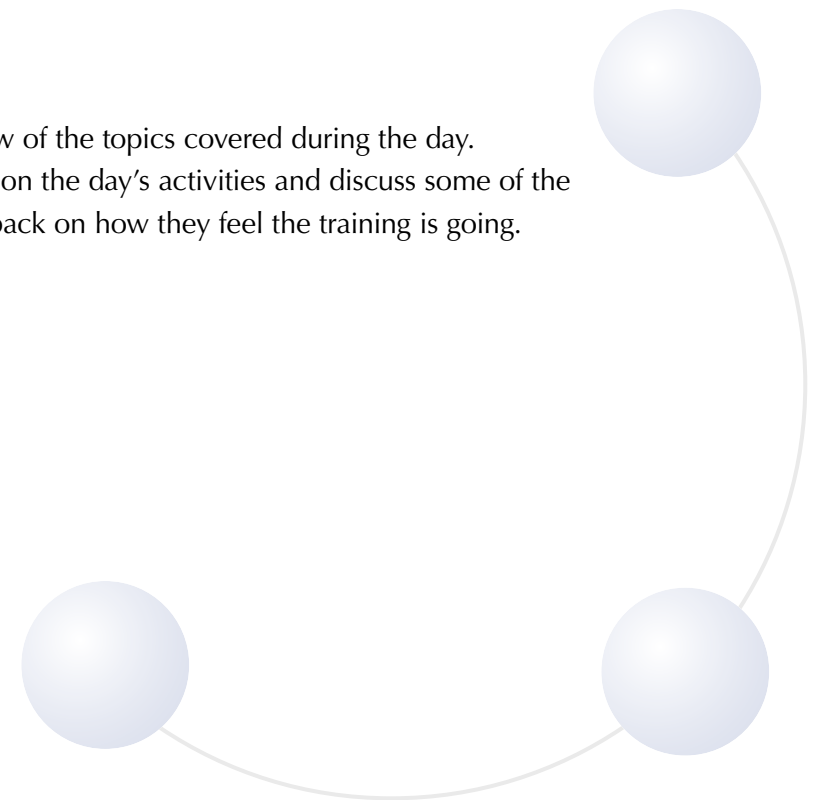 of the topics covered during the day.
on the day’s activities and discuss some of the
on how they feel the training is going.